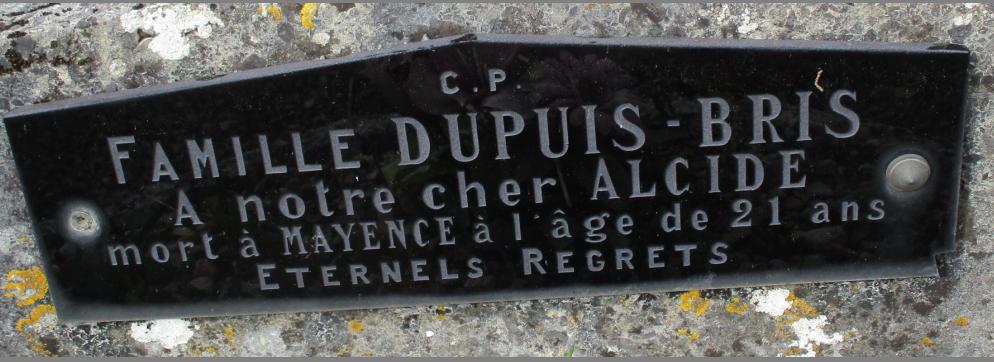 C.P.
FAMILLE DUPUIS-BRIS
A notre cher ALCIDE
mort à MAYENCE à l'âge de 21 ans
ETERNELS REGRETS